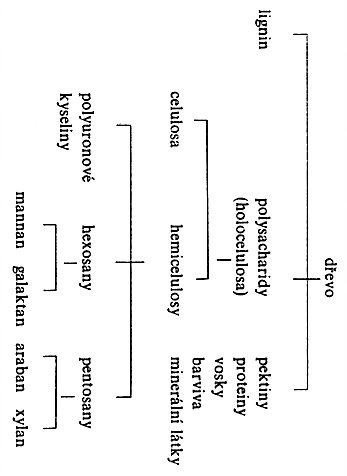 dřevo
lignin
polysacharidy
(holocelulosa)
pektiny
proteiny
vosky
barviva
minerální látky
celulosa
hemicelulosy
polyuronové
kyseliny
hexosany
pentosany
mannan
galaktan
araban
xylan